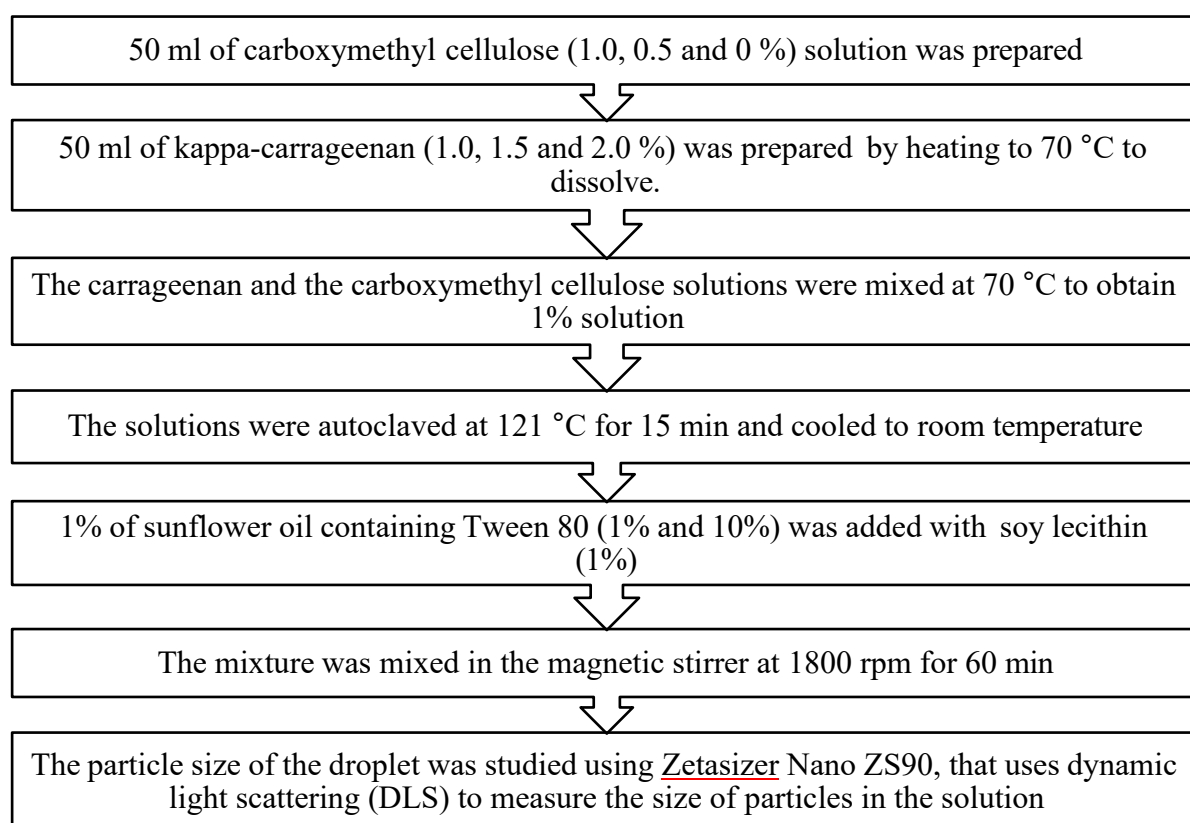 50 ml of carboxymethyl cellulose (1.0, 0.5 and 0 %) solution was prepared
50 ml of kappa-carrageenan (1.0, 1.5 and 2.0 %) was prepared by heating to 70 °C to
dissolve.
The carrageenan and the carboxymethyl cellulose solutions were mixed at 70 °C to obtain
1% solution
The solutions were autoclaved at 121 °C for 15 min and cooled to room temperature
1% of sunflower oil containing Tween 80 (1% and 10%) was added with soy lecithin
(1%)
The mixture was mixed in the magnetic stirrer at 1800 rpm for 60 min
The particle size of the droplet was studied using Zetasizer Nano ZS90, that uses dynamic
light scattering (DLS) to measure the size of particles in the solution